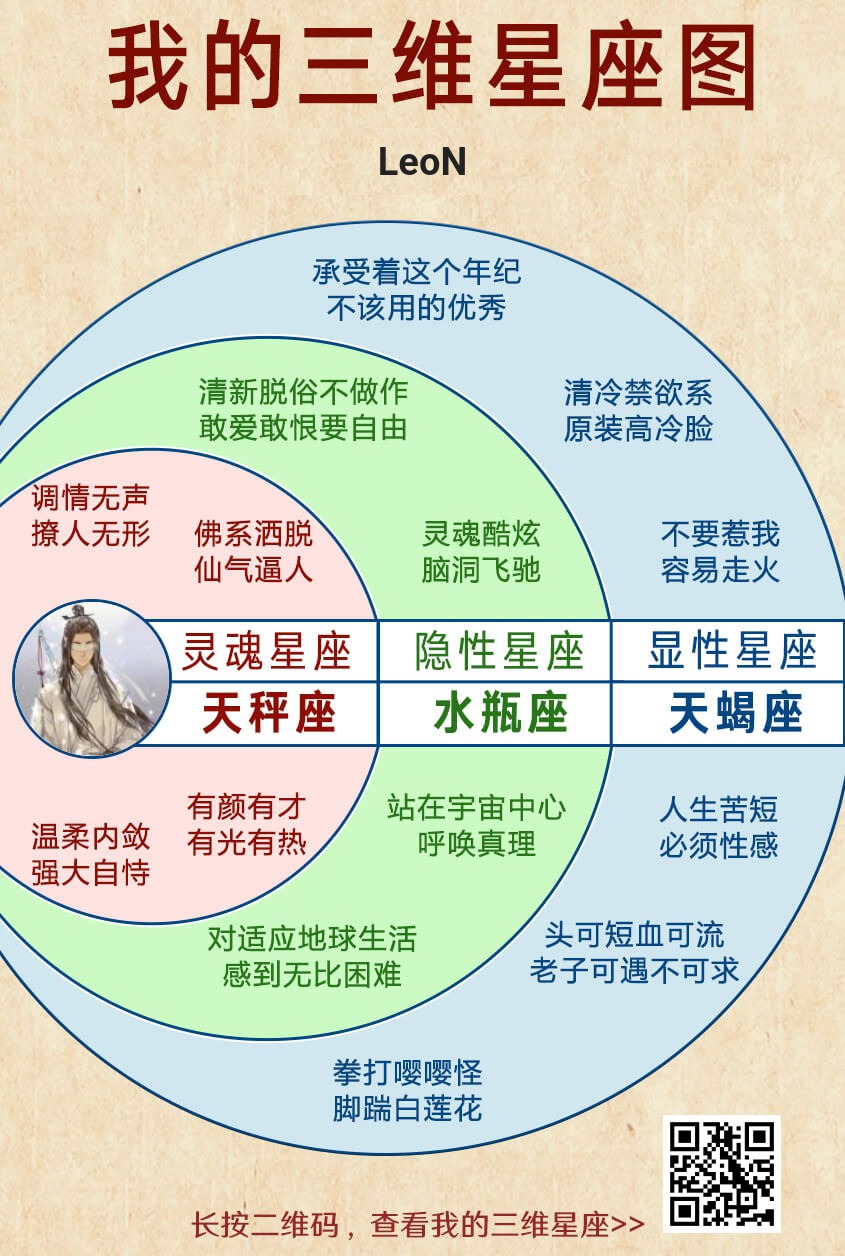 我的三维星座图
LeoN
承受着这个年纪
不该用的优秀
清新脱俗不做作
敢爱敢恨要自由
清冷禁欲系
原装高冷脸
调情无声
撩人无形
佛系洒脱
仙气逼人
灵魂酷炫
脑洞飞驰
不要惹我
容易走火
灵魂星座 隐性星座 显性星座
天秤座 水瓶座 天蝎座
温柔内敛
强大自恃
有颜有才
有光有热
站在宇宙中心
呼唤真理
人生苦短
必须性感
对适应地球生活
感到无比困难
头可短血可流
老子可遇不可求
拳打嘤嘤怪
脚踹白莲花
长按二维码，查看我的三维星座>>